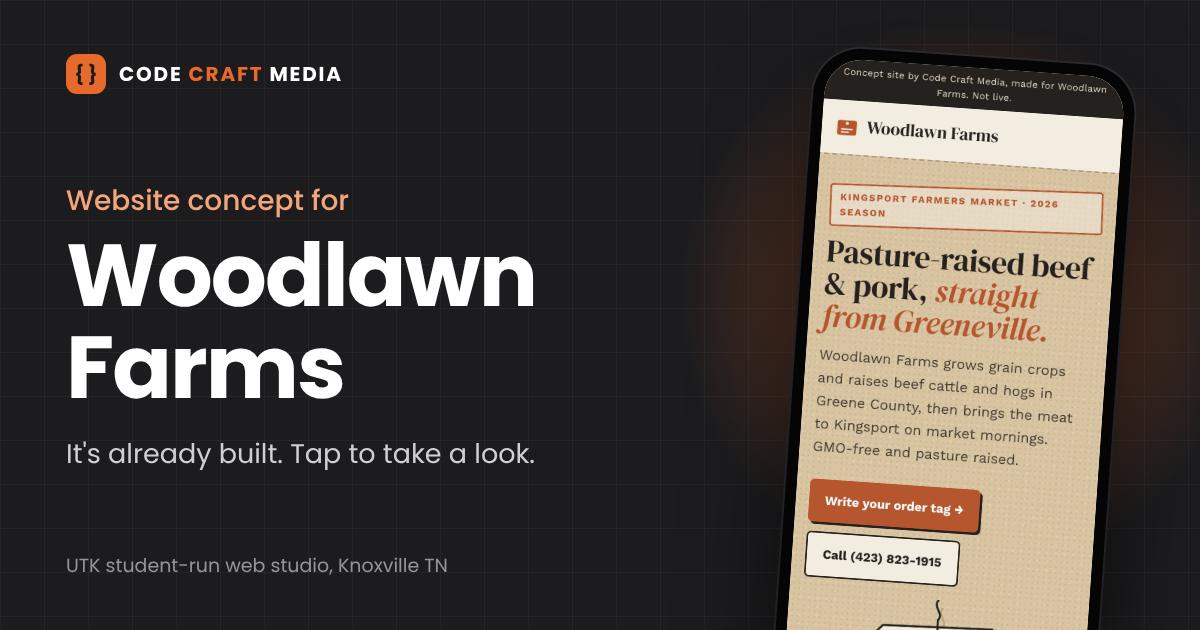 { } CODE CRAFT MEDIA
Website concept for
Woodlawn
Farms
It's already built. Tap to take a look.
UTK student-run web studio, Knoxville TN
Concept site by Code Craft Media, made for Woodlawn
Farms. Not live.
Woodlawn Farms
KINGSPORT FARMERS MARKET · 2026
SEASON
Pasture-raised beef
& pork, straight
from Greeneville.
Woodlawn Farms grows grain crops
and raises beef cattle and hogs in
Greene County, then brings the meat
to Kingsport on market mornings.
GMO-free and pasture raised.
Write your order tag →
Call (423) 823-1915